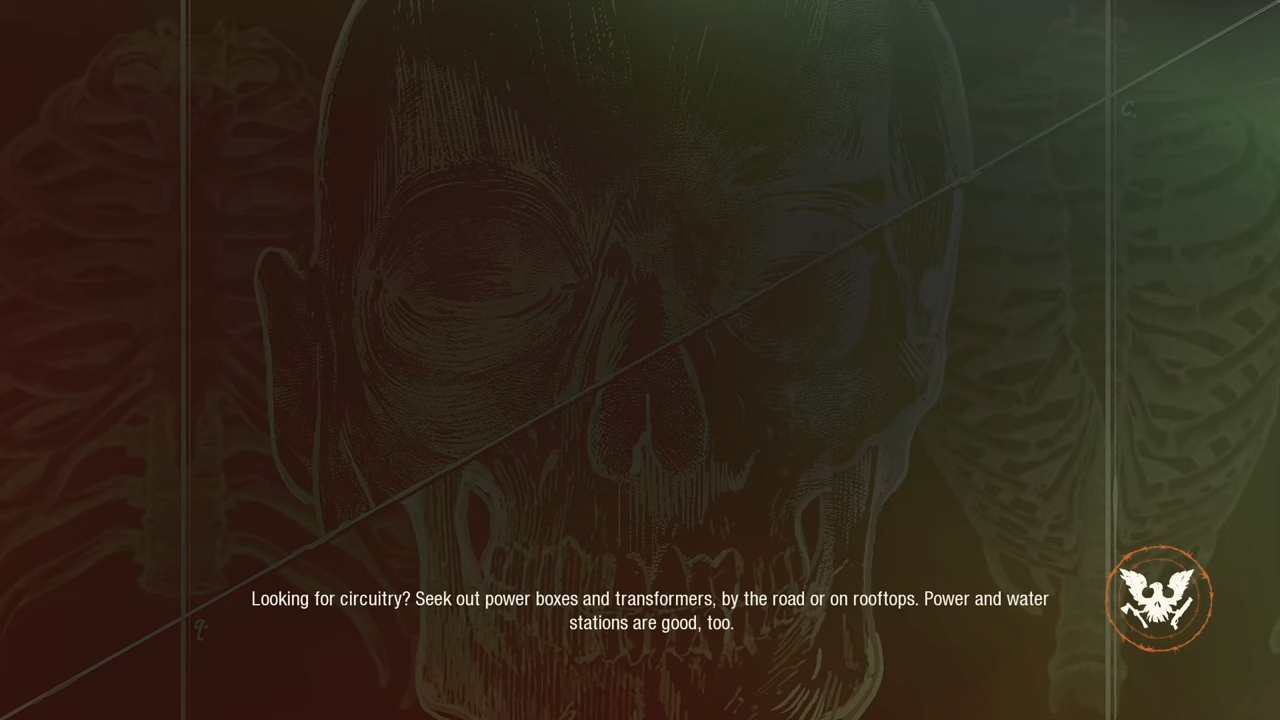 c.
Looking for circuitry? Seek out power boxes and transformers, by the road or on rooftops. Power and water
stations are good, too.